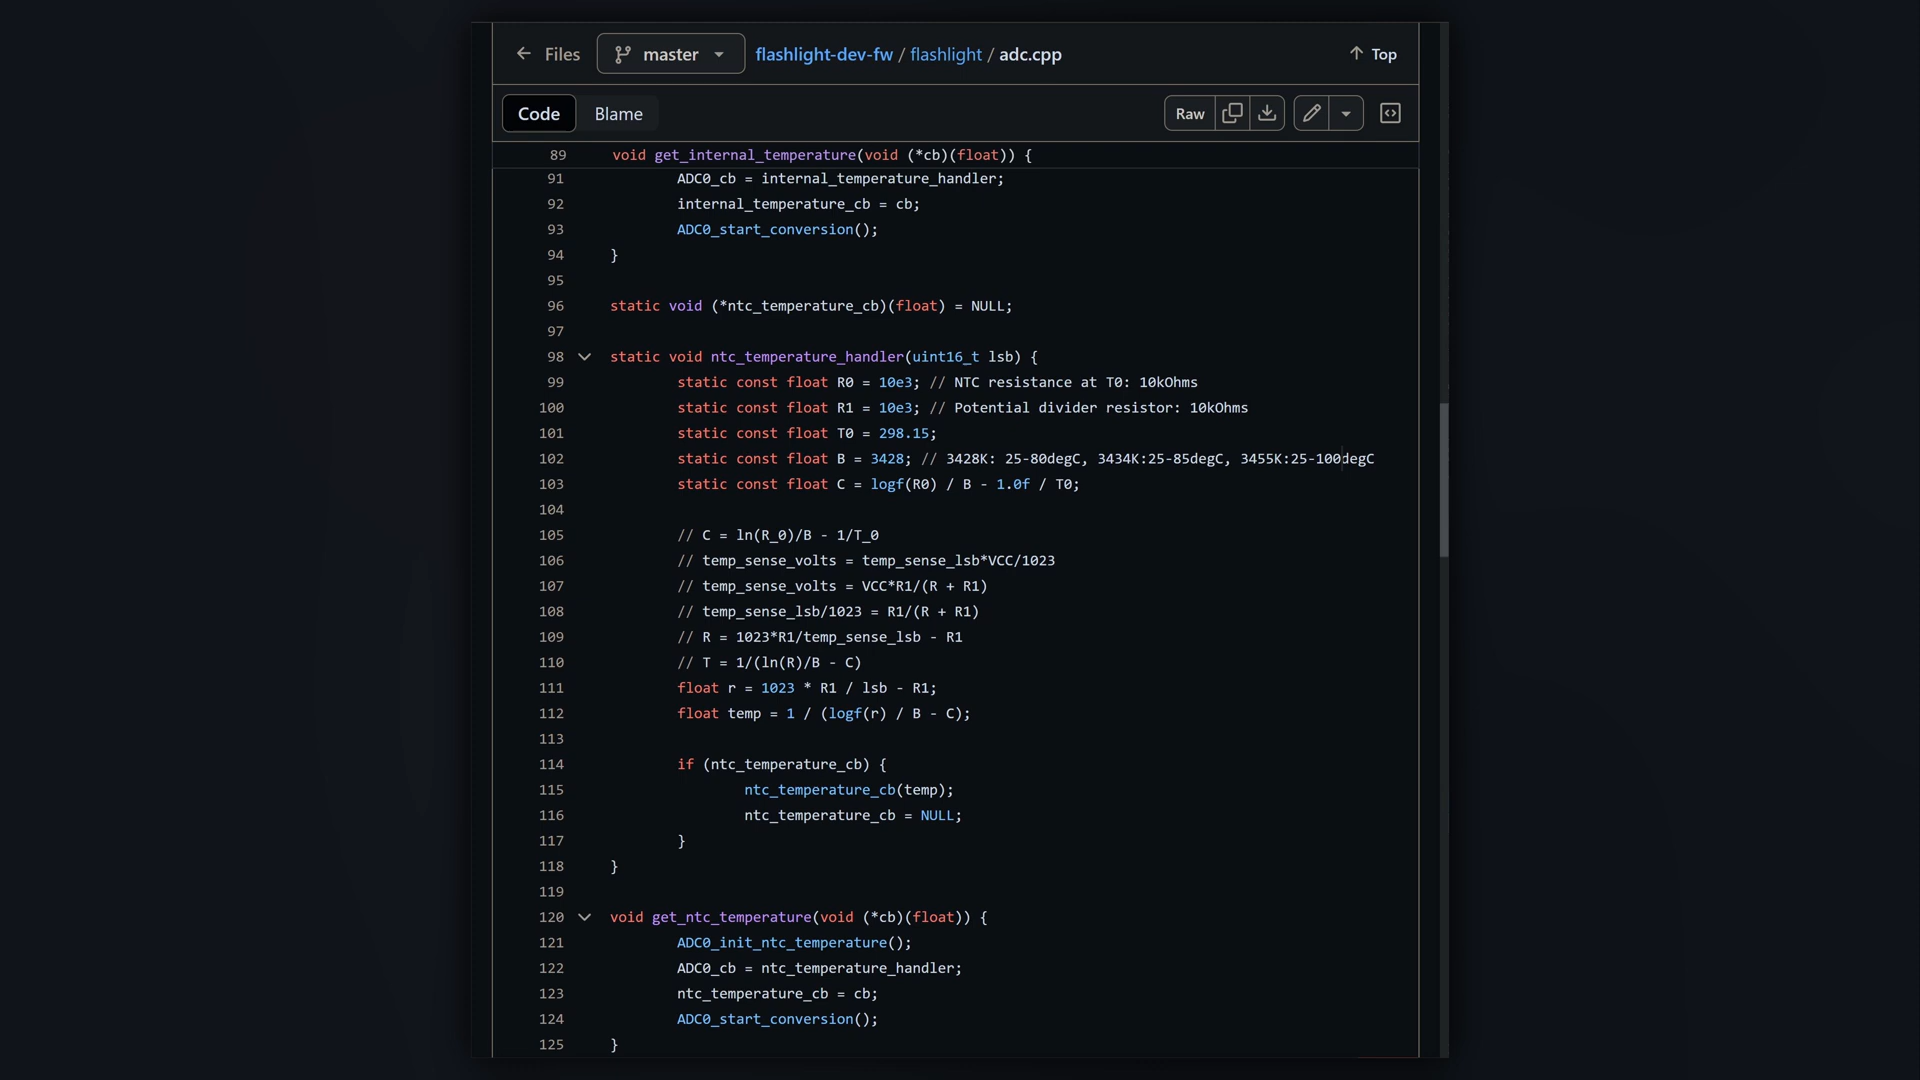 Files master flashlight-dev-fw / flashlight / adc.cpp Top
Code Blame Raw
89 void get_internal_temperature(void (*cb)(float)) {
91 ADC0_cb = internal_temperature_handler;
92 internal_temperature_cb = cb;
93 ADC0_start_conversion();
94 }
95
96 static void (*ntc_temperature_cb)(float) = NULL;
97
98 static void ntc_temperature_handler(uint16_t lsb) {
99 static const float R0 = 10e3; // NTC resistance at T0: 10kOhms
100 static const float R1 = 10e3; // Potential divider resistor: 10kOhms
101 static const float T0 = 298.15;
102 static const float B = 3428; // 3428K: 25-80degC, 3434K:25-85degC, 3455K:25-100degC
103 static const float C = logf(R0) / B - 1.0f / T0;
104
105 // C = ln(R_0)/B - 1/T_0
106 // temp_sense_volts = temp_sense_lsb*VCC/1023
107 // temp_sense_volts = VCC*R1/(R + R1)
108 // temp_sense_lsb/1023 = R1/(R + R1)
109 // R = 1023*R1/temp_sense_lsb - R1
110 // T = 1/(ln(R)/B - C)
111 float r = 1023 * R1 / lsb - R1;
112 float temp = 1 / (logf(r) / B - C);
113
114 if (ntc_temperature_cb) {
115 ntc_temperature_cb(temp);
116 ntc_temperature_cb = NULL;
117 }
118 }
119
120 void get_ntc_temperature(void (*cb)(float)) {
121 ADC0_init_ntc_temperature();
122 ADC0_cb = ntc_temperature_handler;
123 ntc_temperature_cb = cb;
124 ADC0_start_conversion();
125 }